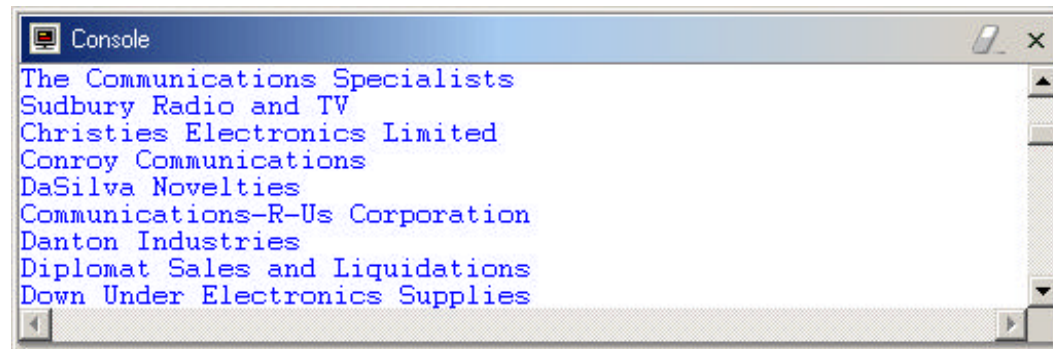 Console
The Communications Specialists
Sudbury Radio and TV
Christies Electronics Limited
Conroy Communications
DaSilva Novelties
Communications-R-Us Corporation
Danton Industries
Diplomat Sales and Liquidations
Down Under Electronics Supplies